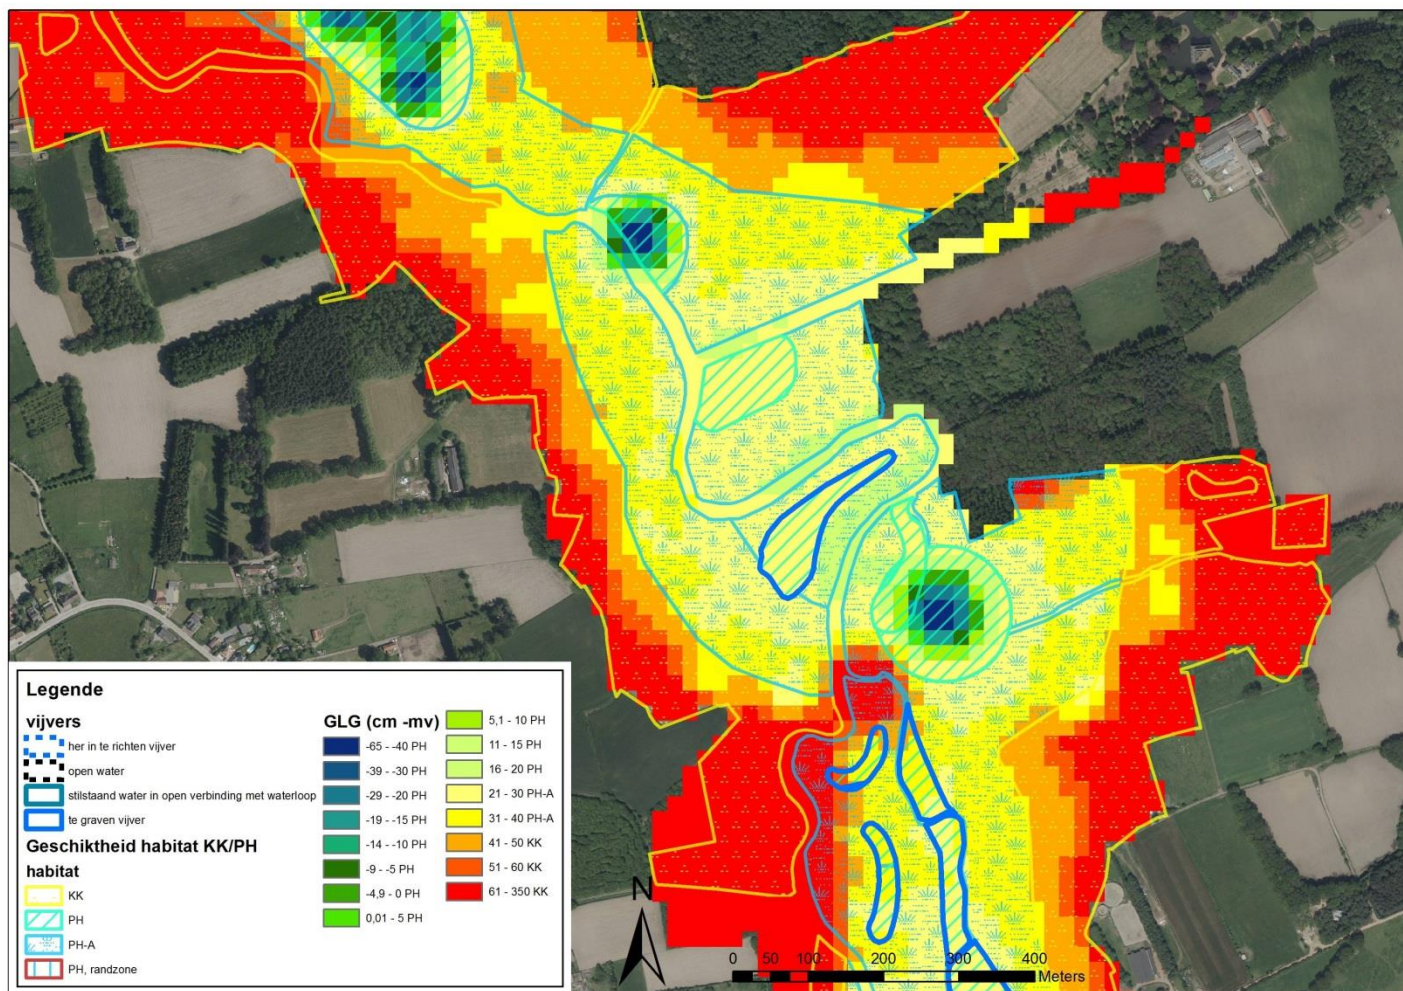 Legende
vijvers
her in te richten vijver
open water
stilstaand water in open verbinding met waterloop
te graven vijver
Geschiktheid habitat KK/PH
habitat
KK
PH
PH-A
PH, randzone
GLG (cm -mv)
-65 - -40 PH
-39 - -30 PH
-29 - -20 PH
-19 - -15 PH
-14 - -10 PH
-9 - -5 PH
-4,9 - 0 PH
0,01 - 5 PH
5,1 - 10 PH
11 - 15 PH
16 - 20 PH
21 - 30 PH-A
31 - 40 PH-A
41 - 50 KK
51 - 60 KK
61 - 350 KK
N
0 50 100 200 300 400
Meters